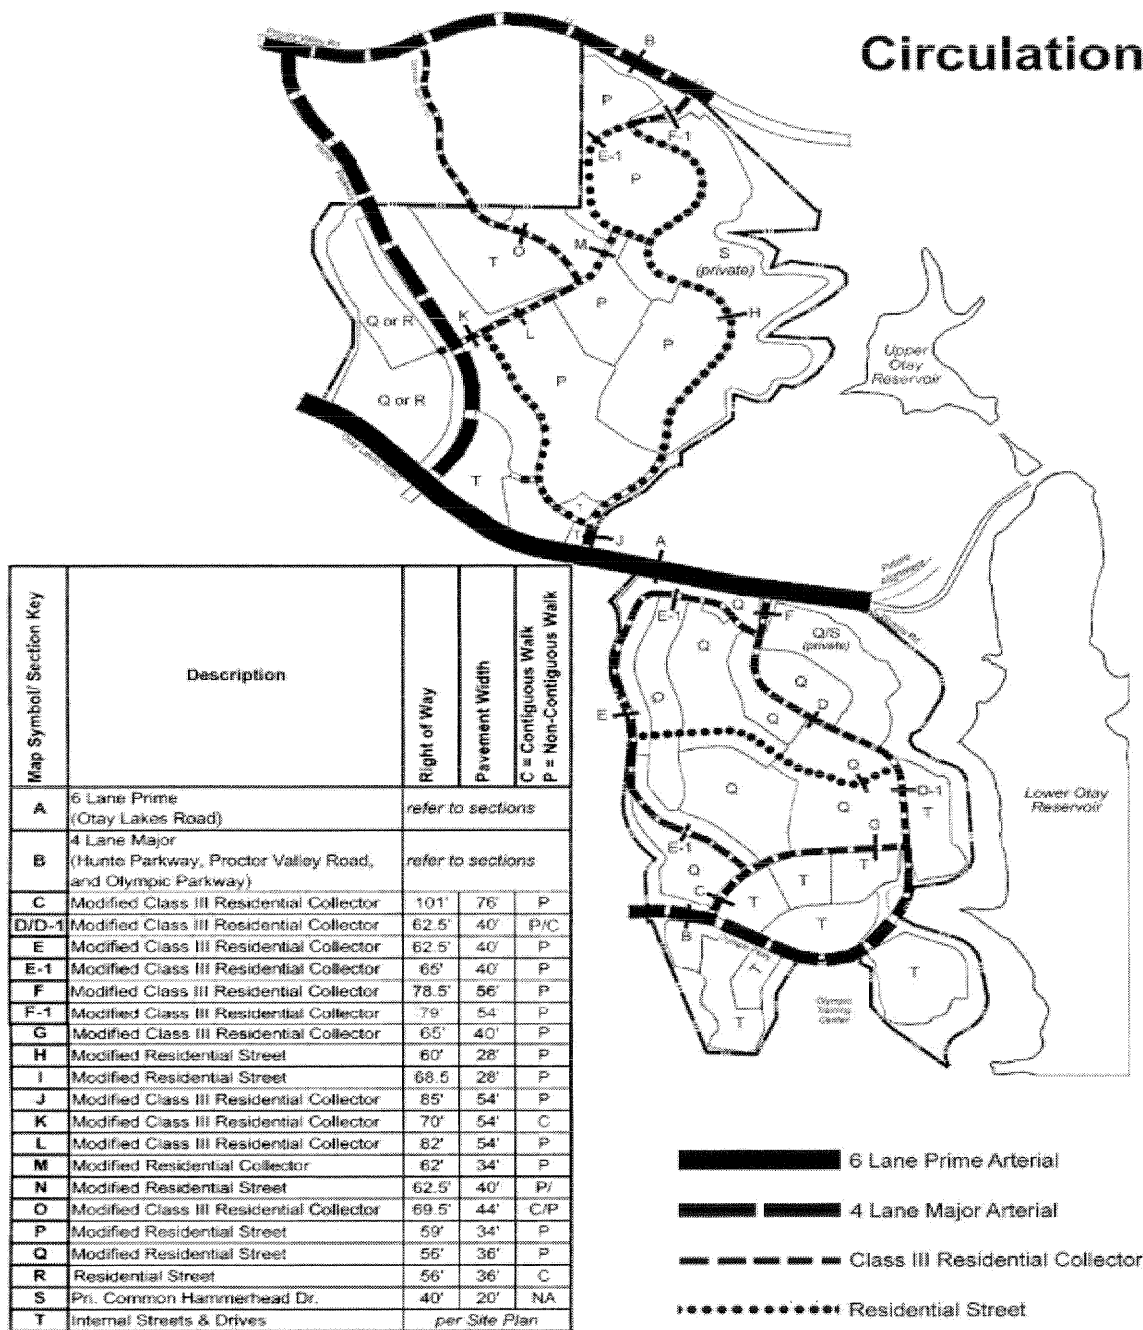 Circulation
B
P
F-1
E-1
P
M
S
(private)
O
T
P
H
K
L
Q or R
P
P
Q or R
T
T
T
J
A
Upper
Otay
Reservoir
E-1
Q
F
Q/S
(private)
Q
Q
O
Q
D
E
Q
Q
Q
D-1
T
Lower Otay
Reservoir
G
E-1
Q
T
T
C
T
B
T
T
T
T
Olympic
Training
Center
Map Symbol/ Section Key
Description
Right of Way
Pavement Width
C = Contiguous Walk
P = Non-Contiguous Walk
A 6 Lane Prime
(Otay Lakes Road) refer to sections
B 4 Lane Major
(Hunte Parkway, Proctor Valley Road,
and Olympic Parkway) refer to sections
C Modified Class III Residential Collector 101' 76' P
D/D-1 Modified Class III Residential Collector 62.5' 40' P/C
E Modified Class III Residential Collector 62.5' 40' P
E-1 Modified Class III Residential Collector 65' 40' P
F Modified Class III Residential Collector 78.5' 56' P
F-1 Modified Class III Residential Collector 79' 54' P
G Modified Class III Residential Collector 65' 40' P
H Modified Residential Street 60' 28' P
I Modified Residential Street 68.5 28' P
J Modified Class III Residential Collector 85' 54' P
K Modified Class III Residential Collector 70' 54' C
L Modified Class III Residential Collector 82' 54' P
M Modified Residential Collector 62' 34' P
N Modified Residential Street 62.5' 40' P/
O Modified Class III Residential Collector 69.5' 44' C/P
P Modified Residential Street 59' 34' P
Q Modified Residential Street 56' 36' P
R Residential Street 56' 36' C
S Pri. Common Hammerhead Dr. 40' 20' NA
T Internal Streets & Drives per Site Plan
6 Lane Prime Arterial
4 Lane Major Arterial
Class III Residential Collector
Residential Street